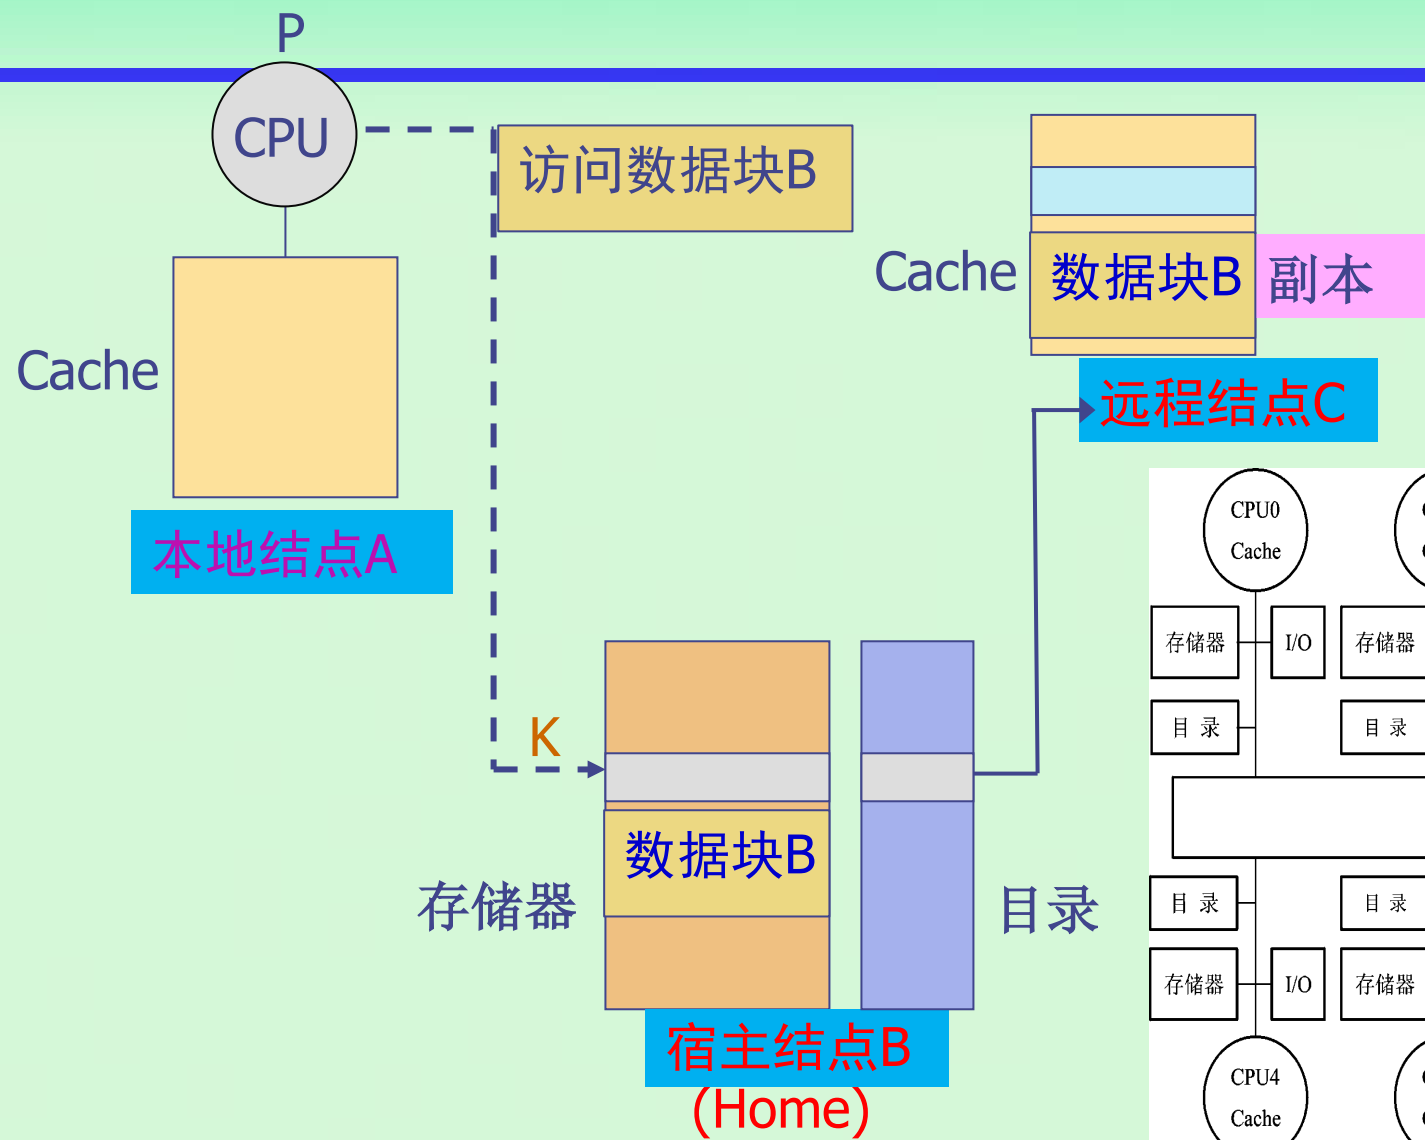 P
CPU
访问数据块B
Cache
数据块B
副本
Cache
远程结点C
本地结点A
K
数据块B
存储器
目录
宿主结点B
(Home)
CPU0
Cache
存储器
I/O
存储器
目 录
目 录
目 录
目 录
存储器
I/O
存储器
CPU4
Cache